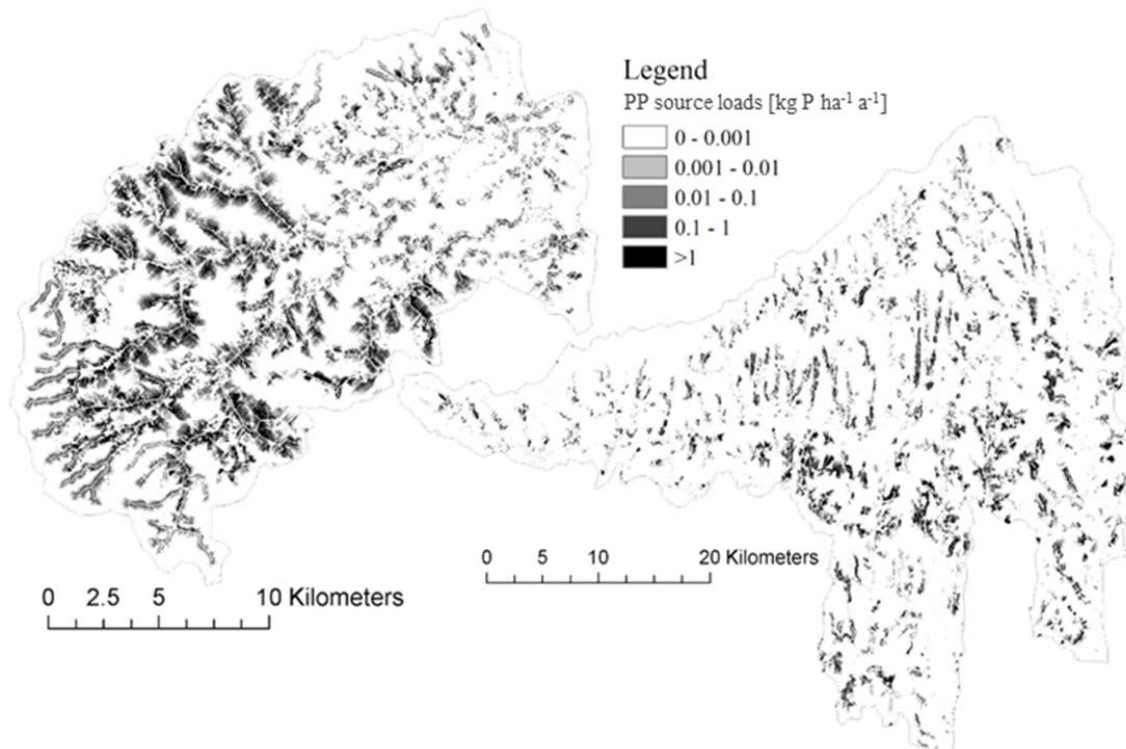 Legend
PP source loads [kg P ha⁻¹ a⁻¹]
0 - 0.001
0.001 - 0.01
0.01 - 0.1
0.1 - 1
>1
0 5 10 20 Kilometers
0 2.5 5 10 Kilometers